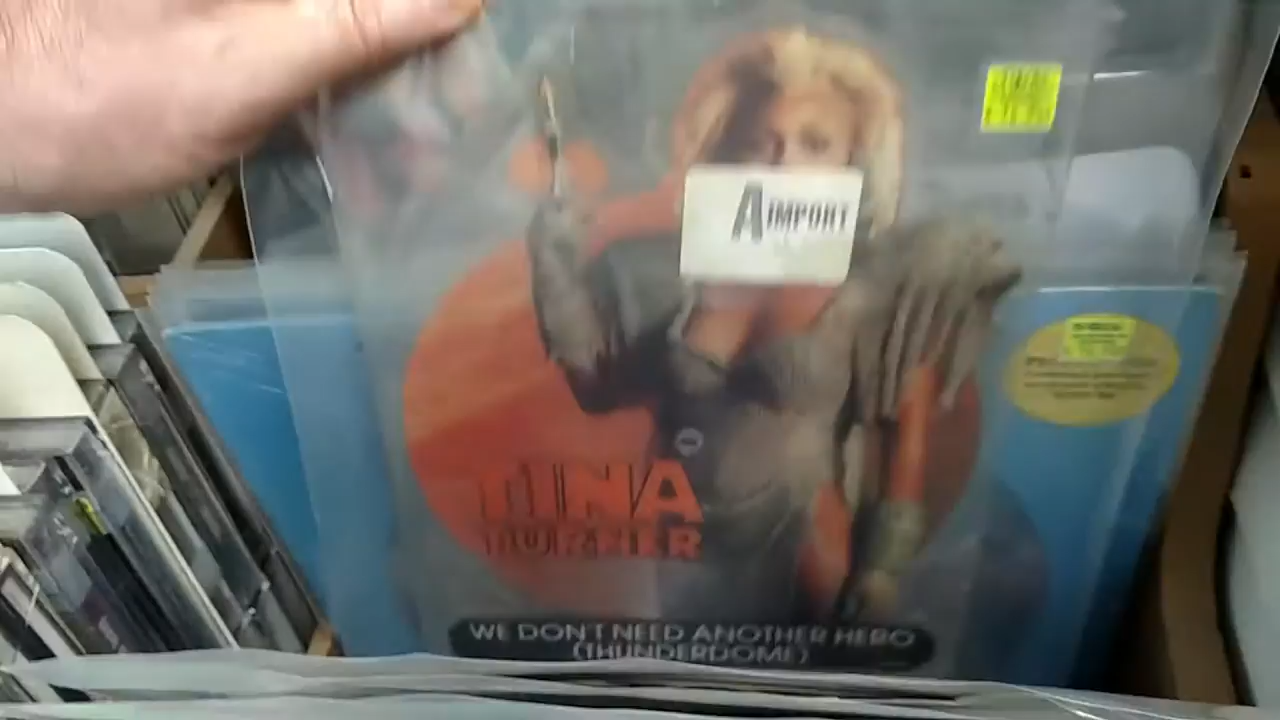 A IMPORT
TINA
TURNER
WE DON'T NEED ANOTHER HERO
(THUNDERDOME)